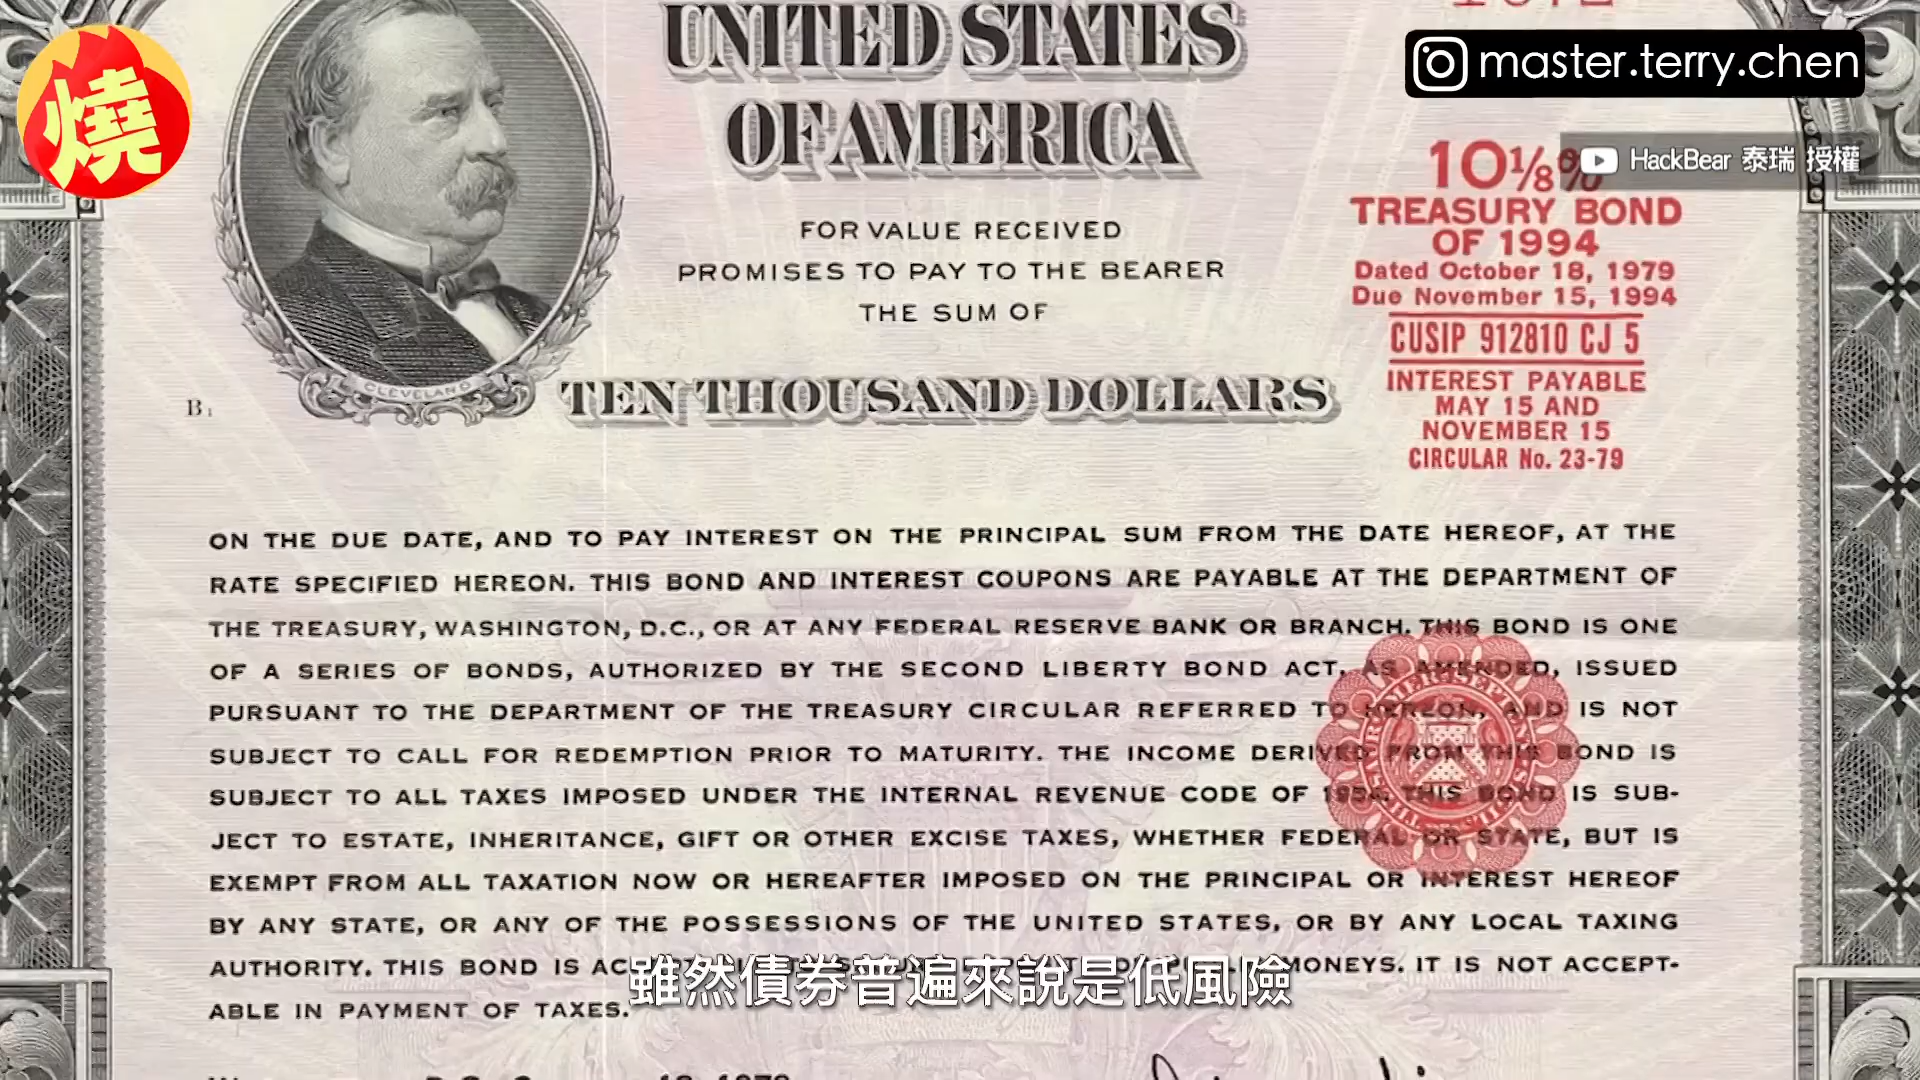 燒
UNITED STATES
OF AMERICA
master.terry.chen
HackBear 泰瑞 授權
FOR VALUE RECEIVED
PROMISES TO PAY TO THE BEARER
THE SUM OF
TEN THOUSAND DOLLARS
CLEVELAND
B1
10⅛%
TREASURY BOND
OF 1994
Dated October 18, 1979
Due November 15, 1994
CUSIP 912810 CJ 5
INTEREST PAYABLE
MAY 15 AND
NOVEMBER 15
CIRCULAR No. 23-79
ON THE DUE DATE, AND TO PAY INTEREST ON THE PRINCIPAL SUM FROM THE DATE HEREOF, AT THE
RATE SPECIFIED HEREON. THIS BOND AND INTEREST COUPONS ARE PAYABLE AT THE DEPARTMENT OF
THE TREASURY, WASHINGTON, D.C., OR AT ANY FEDERAL RESERVE BANK OR BRANCH. THIS BOND IS ONE
OF A SERIES OF BONDS, AUTHORIZED BY THE SECOND LIBERTY BOND ACT, AS AMENDED, ISSUED
PURSUANT TO THE DEPARTMENT OF THE TREASURY CIRCULAR REFERRED TO HEREON, AND IS NOT
SUBJECT TO CALL FOR REDEMPTION PRIOR TO MATURITY. THE INCOME DERIVED FROM THIS BOND IS
SUBJECT TO ALL TAXES IMPOSED UNDER THE INTERNAL REVENUE CODE OF 1954. THIS BOND IS SUB-
JECT TO ESTATE, INHERITANCE, GIFT OR OTHER EXCISE TAXES, WHETHER FEDERAL OR STATE, BUT IS
EXEMPT FROM ALL TAXATION NOW OR HEREAFTER IMPOSED ON THE PRINCIPAL OR INTEREST HEREOF
BY ANY STATE, OR ANY OF THE POSSESSIONS OF THE UNITED STATES, OR BY ANY LOCAL TAXING
AUTHORITY. THIS BOND IS MONEYS. IT IS NOT ACCEPT-
ABLE IN PAYMENT OF TAXES.
雖然債券普遍來說是低風險